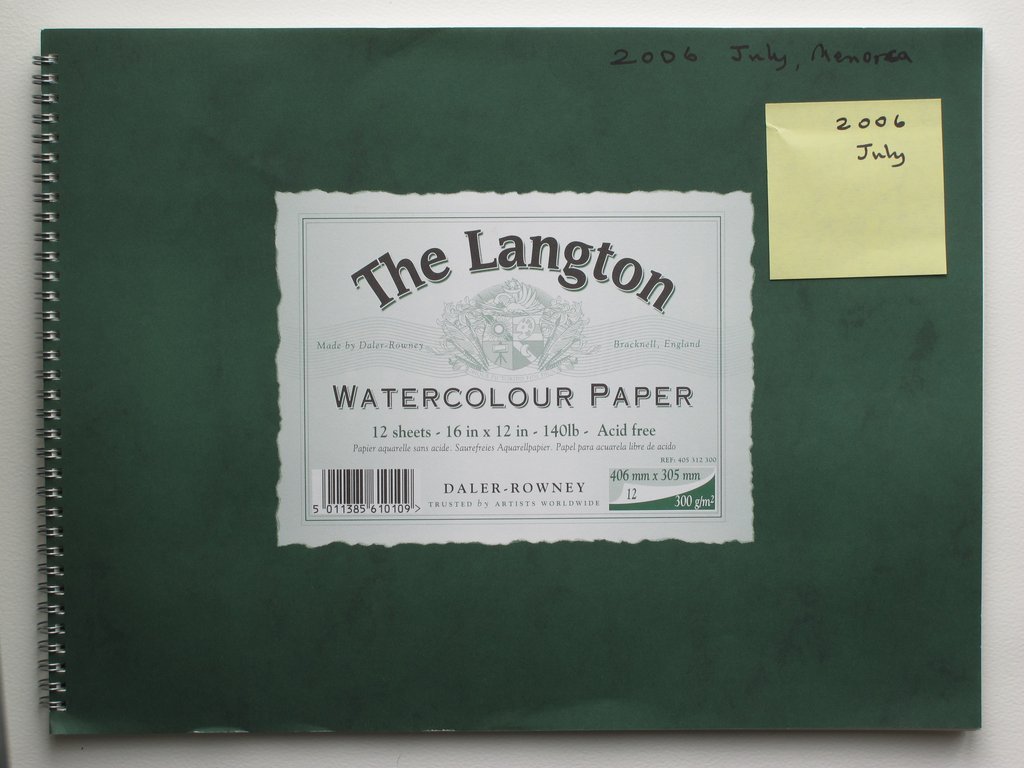 2006 July, Menorca
2006
July
The Langton
Made by Daler-Rowney
Bracknell, England
WATERCOLOUR PAPER
12 sheets - 16 in x 12 in - 140lb - Acid free
Papier aquarelle sans acide. Saurefreies Aquarellpapier. Papel para acuarela libre de acido
REF: 405 312 300
406 mm x 305 mm
12
300 g/m²
5 011385 610109 >
DALER-ROWNEY
TRUSTED by ARTISTS WORLDWIDE